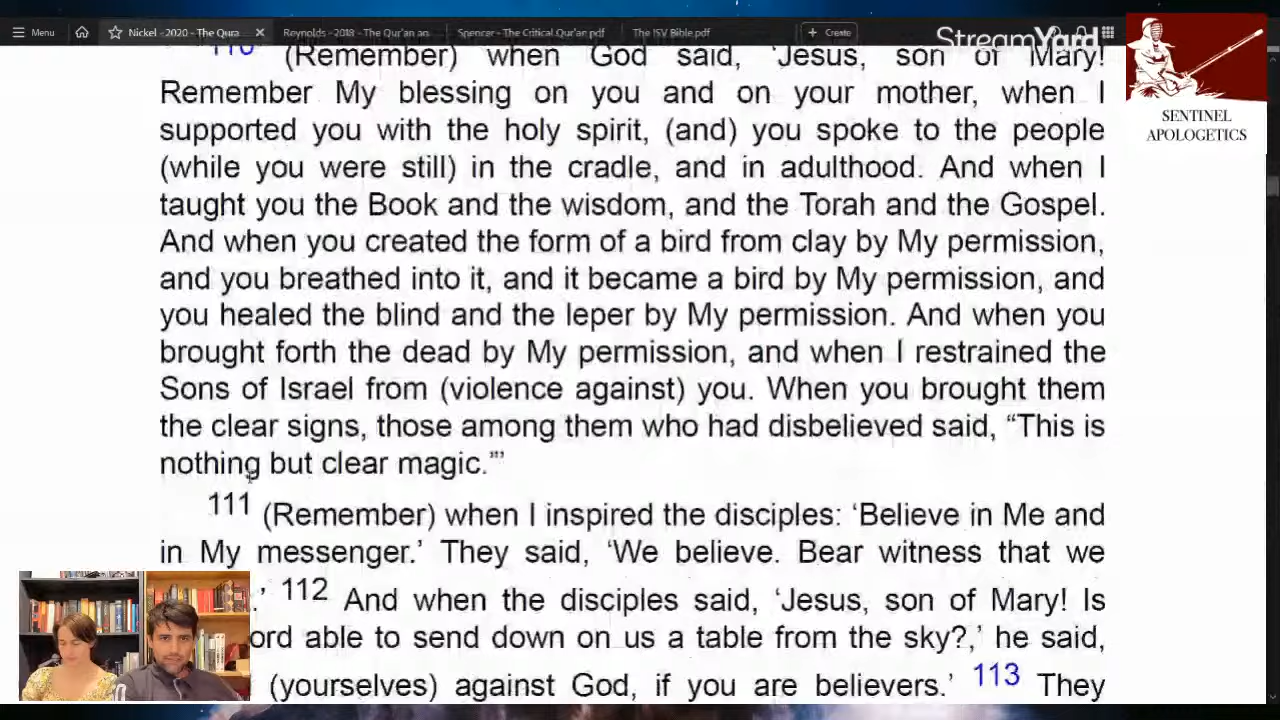 Menu
Nickel - 2020 - The Qura
Reynolds - 2018 - The Qur'an an
Spencer - The Critical Qur'an.pdf
The ISV Bible.pdf
+ Create
StreamYard
SENTINEL
APOLOGETICS
110 (Remember) when God said, ‘Jesus, son of Mary!
Remember My blessing on you and on your mother, when I
supported you with the holy spirit, (and) you spoke to the people
(while you were still) in the cradle, and in adulthood. And when I
taught you the Book and the wisdom, and the Torah and the Gospel.
And when you created the form of a bird from clay by My permission,
and you breathed into it, and it became a bird by My permission, and
you healed the blind and the leper by My permission. And when you
brought forth the dead by My permission, and when I restrained the
Sons of Israel from (violence against) you. When you brought them
the clear signs, those among them who had disbelieved said, “This is
nothing but clear magic.”’
111 (Remember) when I inspired the disciples: ‘Believe in Me and
in My messenger.’ They said, ‘We believe. Bear witness that we
.’ 112 And when the disciples said, ‘Jesus, son of Mary! Is
ord able to send down on us a table from the sky?,’ he said,
(yourselves) against God, if you are believers.’ 113 They